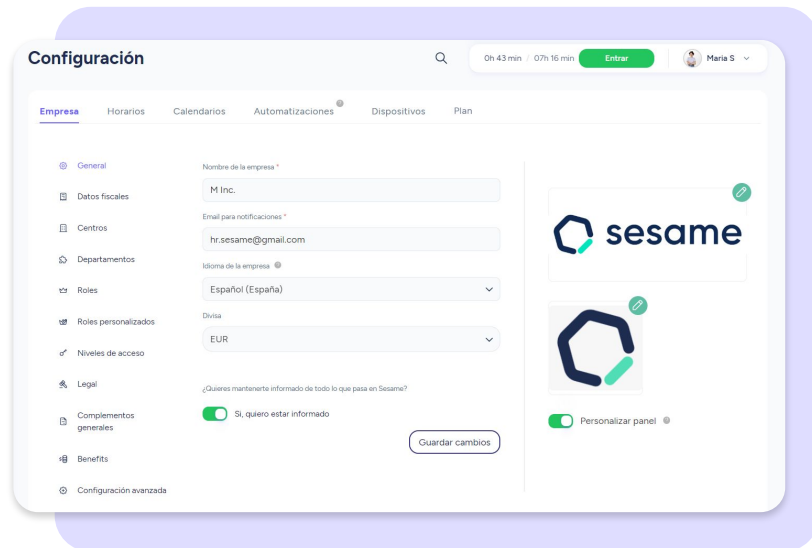 Configuración
0h 43 min / 07h 16 min
Entrar
Maria S
Empresa
Horarios
Calendarios
Automatizaciones
Dispositivos
Plan
General
Datos fiscales
Centros
Departamentos
Roles
Roles personalizados
Niveles de acceso
Legal
Complementos
generales
Benefits
Configuración avanzada
Nombre de la empresa *
M Inc.
Email para notificaciones *
hr.sesame@gmail.com
Idioma de la empresa
Español (España)
Divisa
EUR
¿Quieres mantenerte informado de todo lo que pasa en Sesame?
Si, quiero estar informado
Guardar cambios
sesame
Personalizar panel